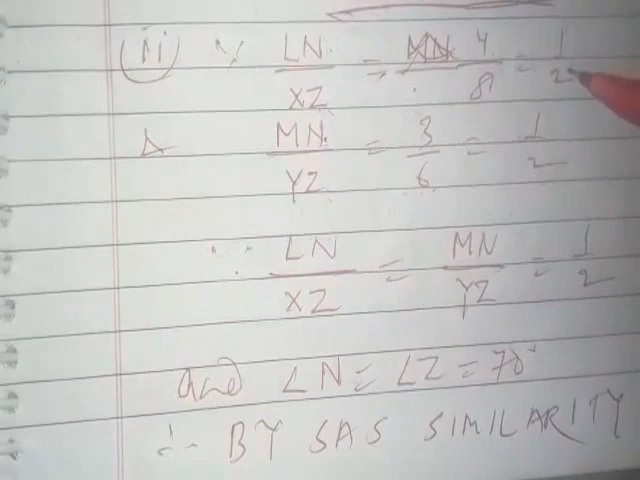 (ii) ∵ LN/XZ = 4/8 = 1/2
& MN/YZ = 3/6 = 1/2
∴ LN/XZ = MN/YZ = 1/2
and ∠N = ∠Z = 70°
∴ BY SAS SIMILARITY